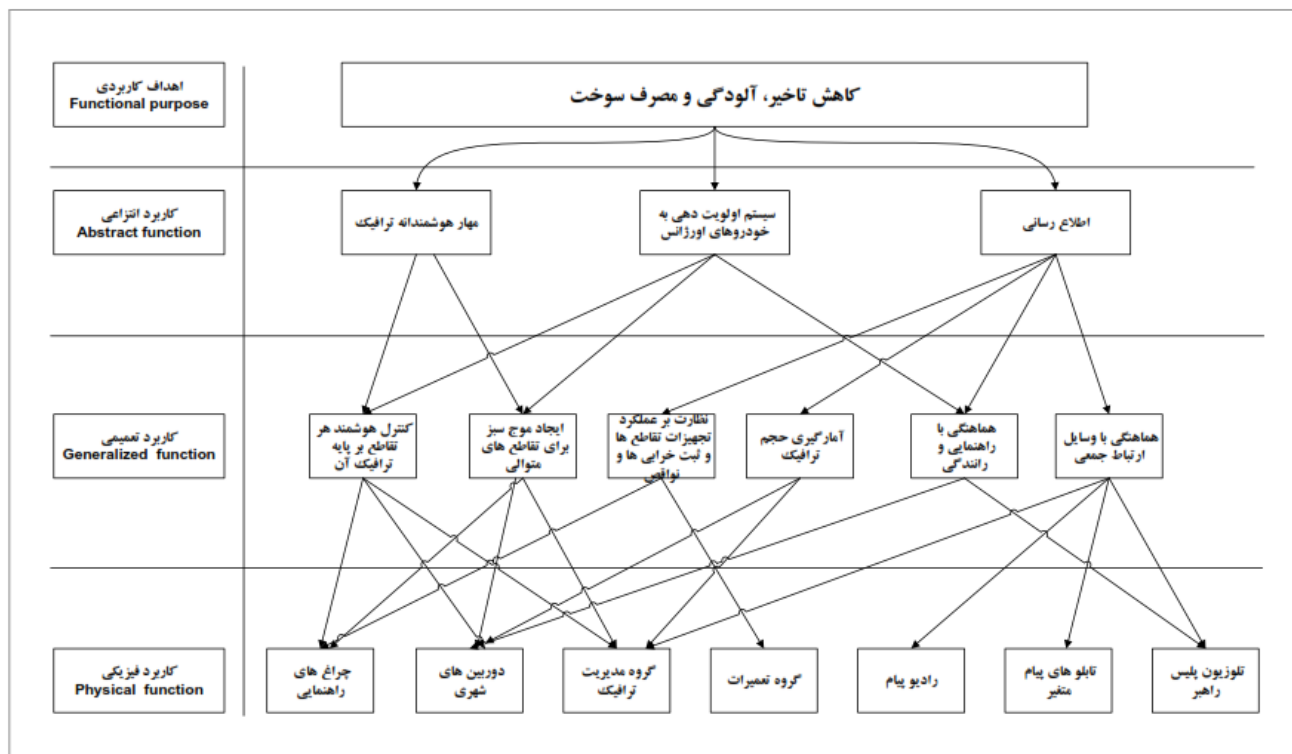 اهداف کاربردی
Functional purpose
کاهش تاخیر، آلودگی و مصرف سوخت
کاربرد انتزاعی
Abstract function
مهار هوشمندانه ترافیک
سیستم اولویت دهی به
خودروهای اورژانس
اطلاع رسانی
کاربرد تعمیمی
Generalized function
کنترل هوشمند هر
تقاطع بر پایه
ترافیک آن
ایجاد موج سبز
برای تقاطع های
متوالی
نظارت بر عملکرد
تجهیزات تقاطع ها
و ثبت خرابی ها و
نواقص
آمارگیری حجم
ترافیک
هماهنگی با
راهنمایی و
رانندگی
هماهنگی با وسایل
ارتباط جمعی
کاربرد فیزیکی
Physical function
چراغ های
راهنمایی
دوربین های
شهری
گروه مدیریت
ترافیک
گروه تعمیرات
رادیو پیام
تابلو های پیام
متغیر
تلوزیون پلیس
راهبر